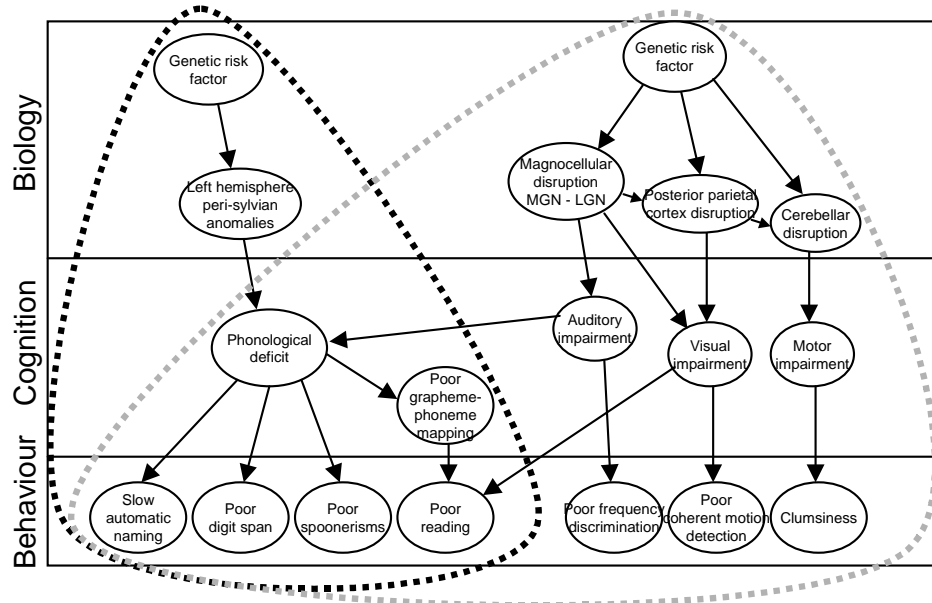 Biology
Genetic risk
factor
Genetic risk
factor
Left hemisphere
peri-sylvian
anomalies
Magnocellular
disruption
MGN - LGN
Posterior parietal
cortex disruption
Cerebellar
disruption
Cognition
Phonological
deficit
Auditory
impairment
Visual
impairment
Motor
impairment
Poor
grapheme-
phoneme
mapping
Behaviour
Slow
automatic
naming
Poor
digit span
Poor
spoonerisms
Poor
reading
Poor frequency
discrimination
Poor
coherent motion
detection
Clumsiness